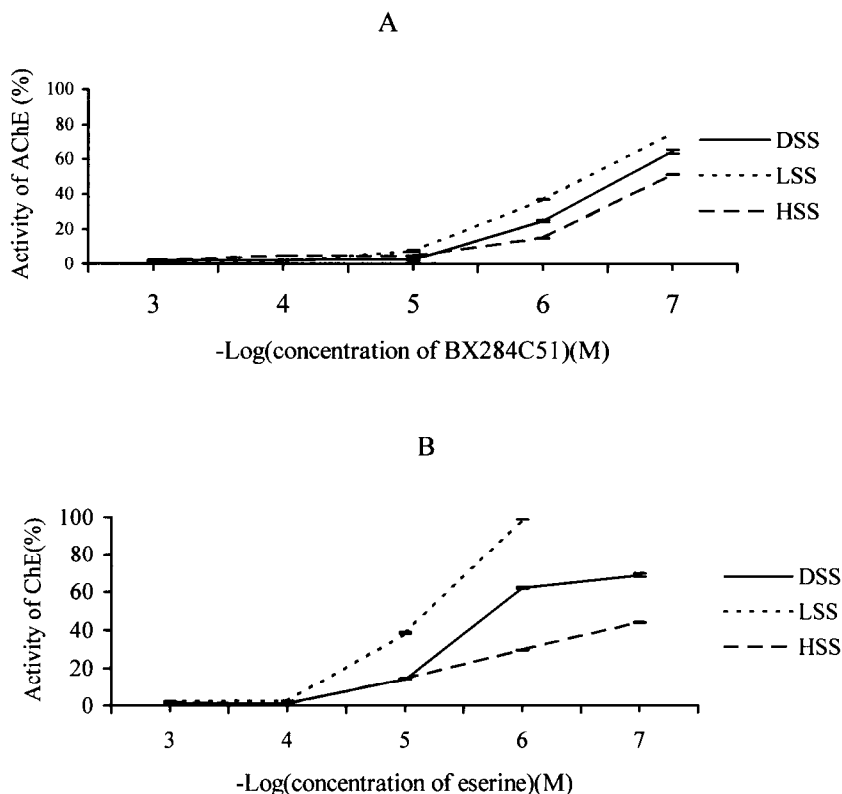 A
Activity of AChE (%)
100
80
60
40
20
0
3 4 5 6 7
-Log(concentration of BX284C51)(M)
DSS
LSS
HSS
B
Activity of ChE(%)
100
80
60
40
20
0
3 4 5 6 7
-Log(concentration of eserine)(M)
DSS
LSS
HSS